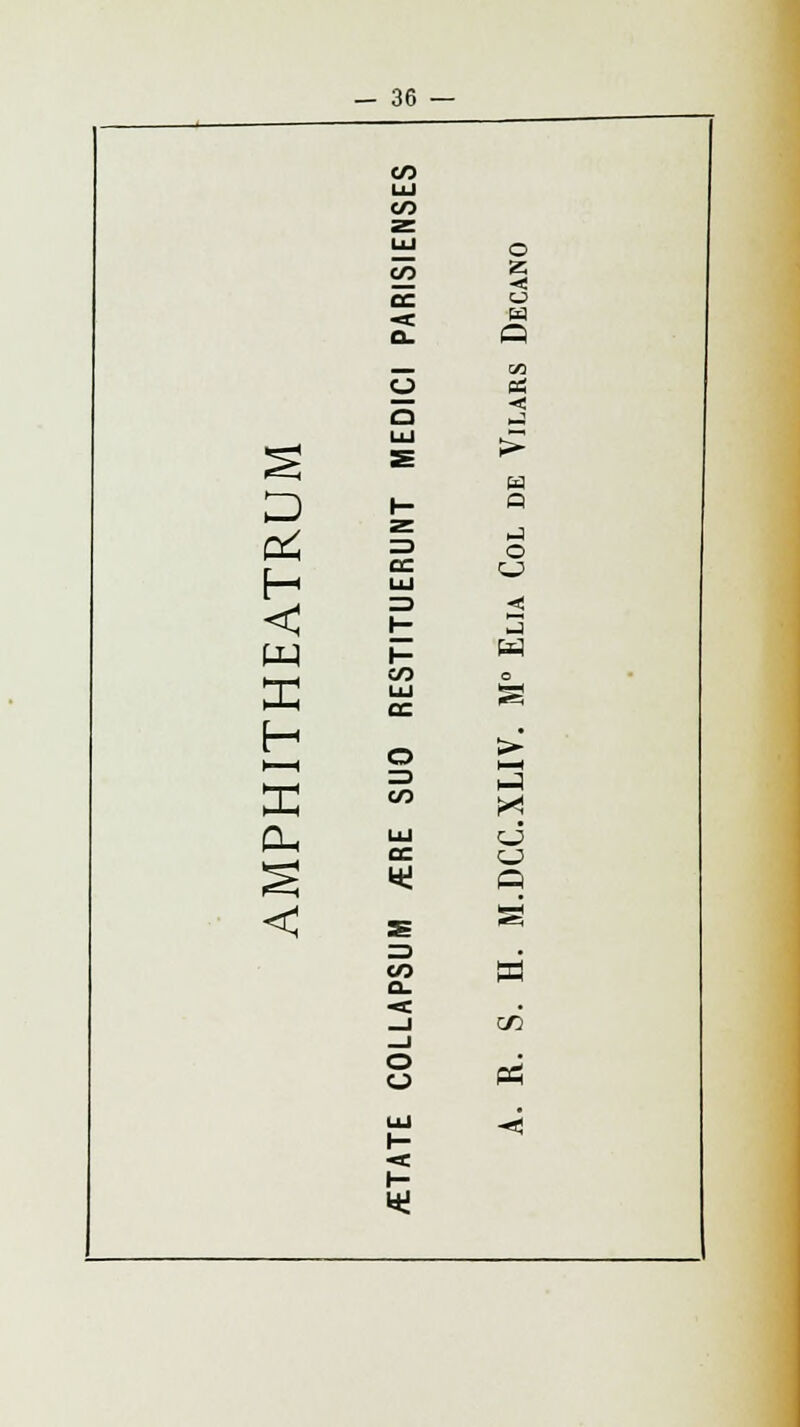 — 36 —
AMPHITHEATRUM
ÆTATE COLLAPSUM ÆRE SUO RESTITUERUNT MEDICI PARISIENSES
A. R. S. H. M.DCC.XLIV. M° ELIA COL DE VILARS DECANO